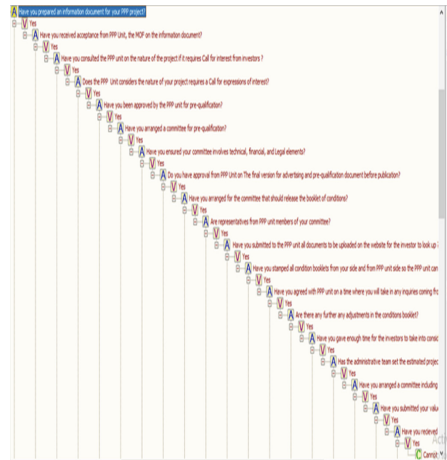 A Have you prepared an information document for your PPP project?
V Yes
A Have you received acceptance from PPP Unit, the MOF on the information document?
V Yes
A Have you consulted the PPP unit on the nature of the project if it requires a Call for interest from investors ?
V Yes
A Does the PPP Unit considers the nature of your project requires a Call for expressions of interest?
V Yes
A Have you been approved by the PPP unit for pre-qualification?
V Yes
A Have you arranged a committee for pre-qualification?
V Yes
A Have you ensured your committee involves technical, financial, and Legal elements?
V Yes
A Do you have approval from PPP Unit on The final version for advertising and pre-qualification document before publication?
V Yes
A Have you arranged for the committee that should release the booklet of conditions?
V Yes
A Are representatives from PPP unit members of your committee?
V Yes
A Have you submitted to the PPP unit all documents to be uploaded on the website for the investor to look up
V Yes
A Have you stamped all condition booklets from your side and from PPP unit side so the PPP unit can
V Yes
A Have you agreed with PPP unit on a time where you will take in any inquiries coming fro
V Yes
A Are there any further any adjustments in the conditions booklet?
V Yes
A Have you gave enough time for the investors to take into consid
V Yes
A Has the administrative team set the estimated projec
V Yes
A Have you arranged a committee including
V Yes
A Have you submitted your valu
V Yes
A Have you recieved
V Yes
C Cannot